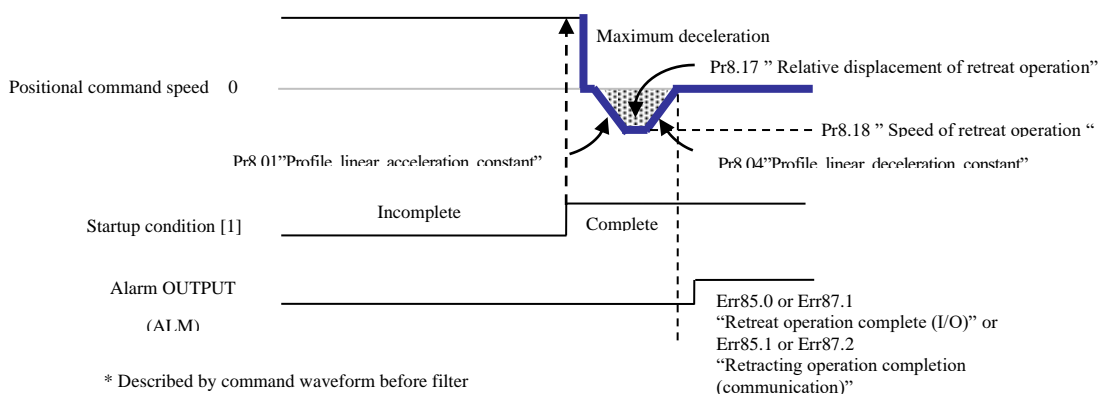 Maximum deceleration
Pr8.17 ” Relative displacement of retreat operation”
Positional command speed 0
Pr8.18 ” Speed of retreat operation “
Pr8.01”Profile linear acceleration constant”
Pr8.04”Profile linear deceleration constant”
Incomplete
Startup condition [1]
Complete
Alarm OUTPUT
(ALM)
Err85.0 or Err87.1
“Retreat operation complete (I/O)” or
Err85.1 or Err87.2
“Retracting operation completion
(communication)”
* Described by command waveform before filter